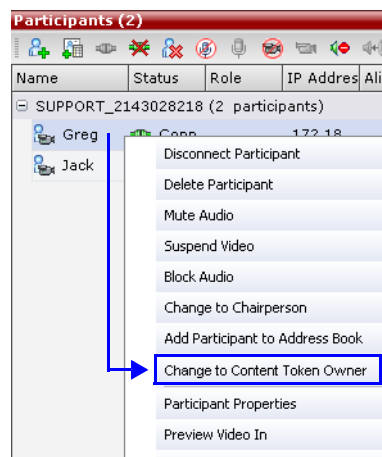 Participants (2)
Name Status Role IP Addres Ali
SUPPORT_2143028218 (2 participants)
Greg Conn 172.18
Jack
Disconnect Participant
Delete Participant
Mute Audio
Suspend Video
Block Audio
Change to Chairperson
Add Participant to Address Book
Change to Content Token Owner
Participant Properties
Preview Video In